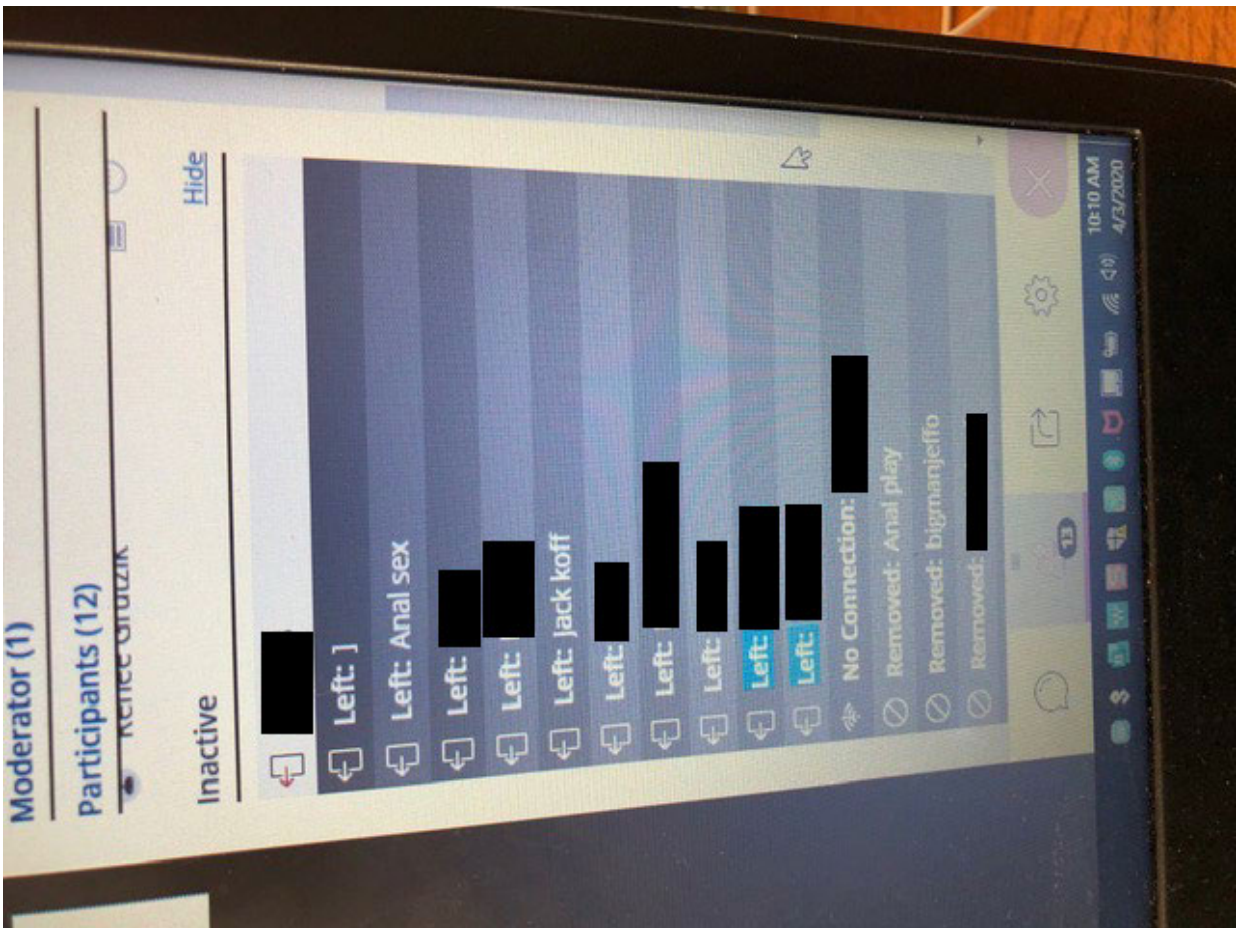 Moderator (1)
Participants (12)
Inactive
Hide
Left: ]
Left: Anal sex
Left:
Left:
Left: Jack koff
Left:
Left:
Left:
Left:
Left:
No Connection:
Removed: Anal play
Removed: bigmanjeffo
Removed:
13
10:10 AM
4/3/2020